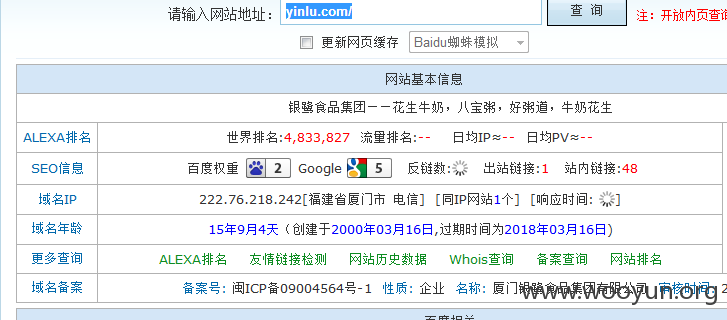 请输入网站地址： yinlu.com/ 查 询 注：开放内页查询
更新网页缓存 Baidu蜘蛛模拟
网站基本信息
银鹭食品集团－－花生牛奶，八宝粥，好粥道，牛奶花生
ALEXA排名 世界排名:4,833,827 流量排名:-- 日均IP≈-- 日均PV≈--
SEO信息 百度权重 2 Google 5 反链数: 出站链接:1 站内链接:48
域名IP 222.76.218.242[福建省厦门市 电信] [同IP网站1个] [响应时间: ]
域名年龄 15年9月4天（创建于2000年03月16日,过期时间为2018年03月16日)
更多查询 ALEXA排名 友情链接检测 网站历史数据 Whois查询 备案查询 网站排名
域名备案 备案号: 闽ICP备09004564号-1 性质: 企业 名称: 厦门银鹭食品集团有限公司 审核时间: 2
www.wooyun.org
百度相关